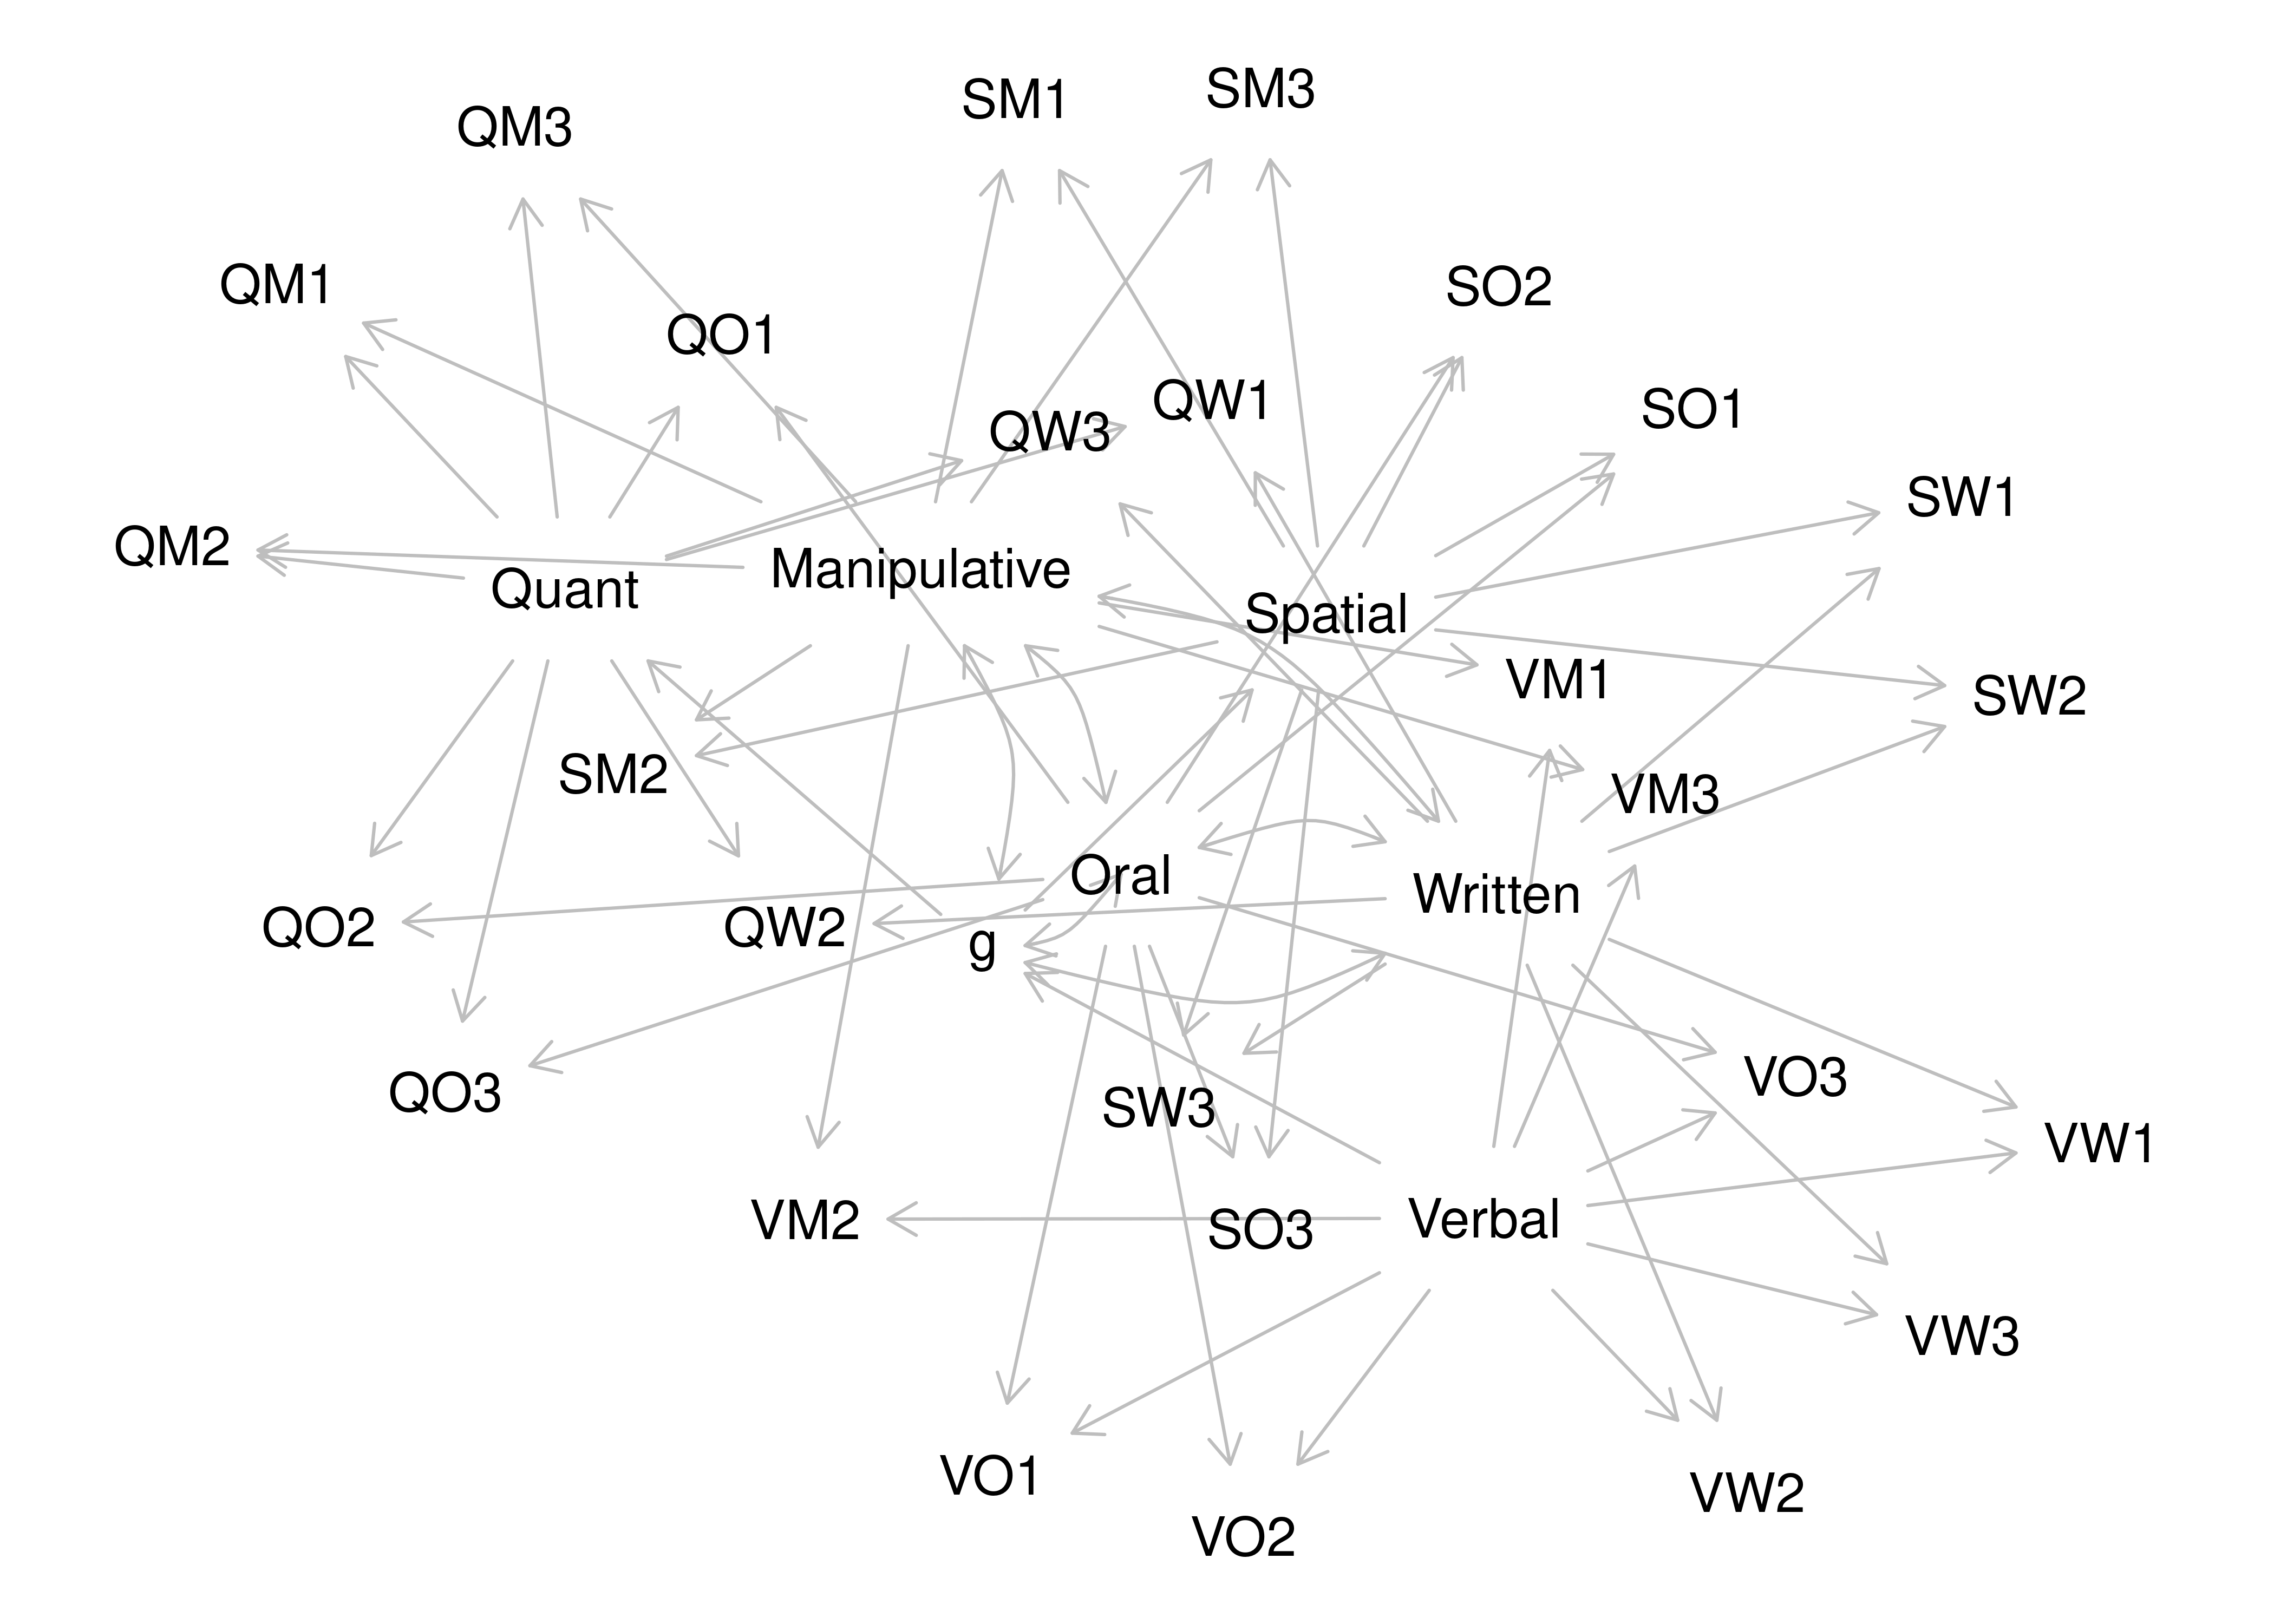 SM3
SM1
QM3
QM1
SO2
QO1
QW1
SO1
QW3
SW1
QM2
Manipulative
Quant
Spatial
VM1
SW2
SM2
VM3
Oral
Written
QO2
QW2
g
VO3
QO3
SW3
VW1
VM2
Verbal
SO3
VW3
VO1
VW2
VO2